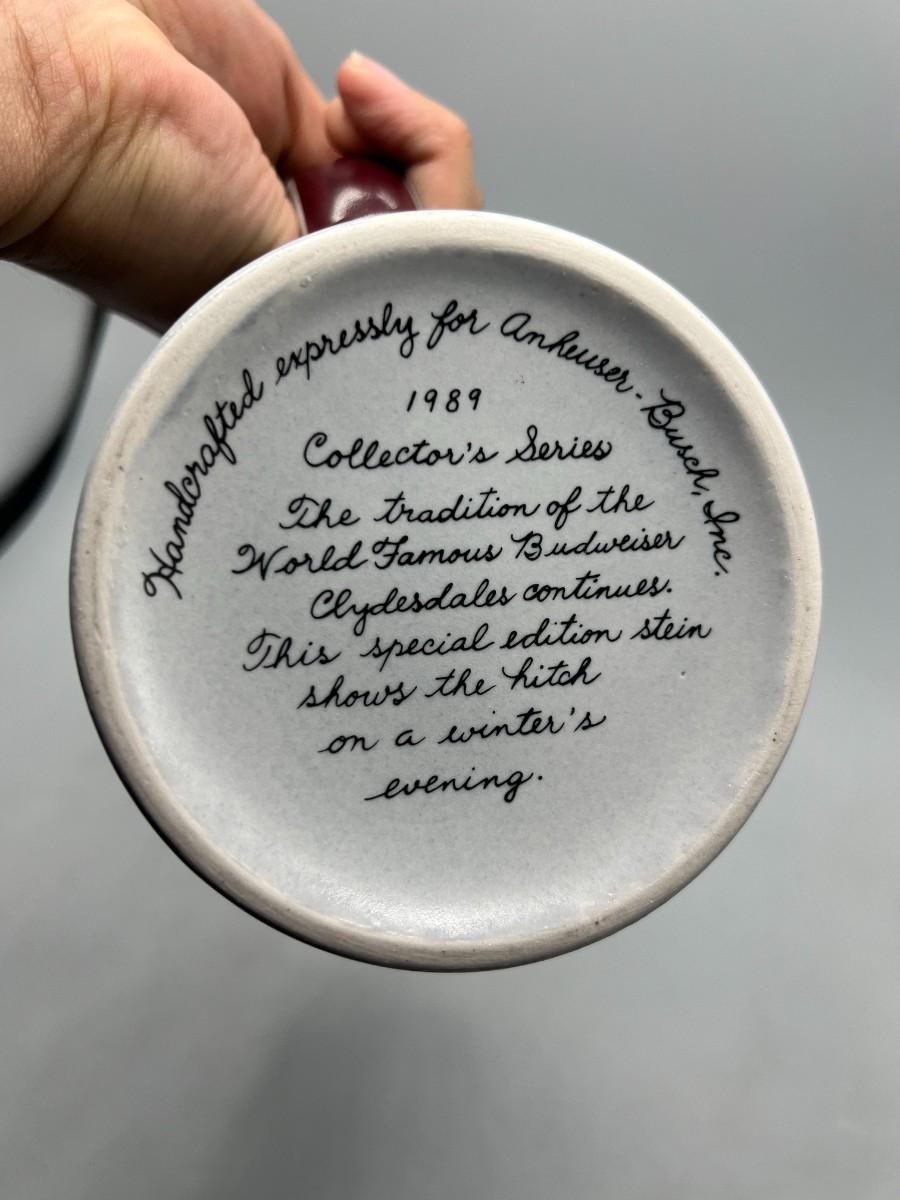 Handcrafted expressly for Anheuser-Busch, Inc.
1989
Collector's Series
The tradition of the
World Famous Budweiser
Clydesdales continues.
This special edition stein
shows the hitch
on a winter's
evening.